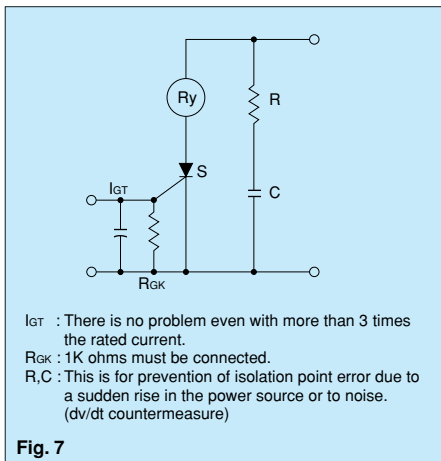 Ry
R
IGT
S
C
RGK
IGT : There is no problem even with more than 3 times
the rated current.
RGK : 1K ohms must be connected.
R,C : This is for prevention of isolation point error due to
a sudden rise in the power source or to noise.
(dv/dt countermeasure)
Fig. 7